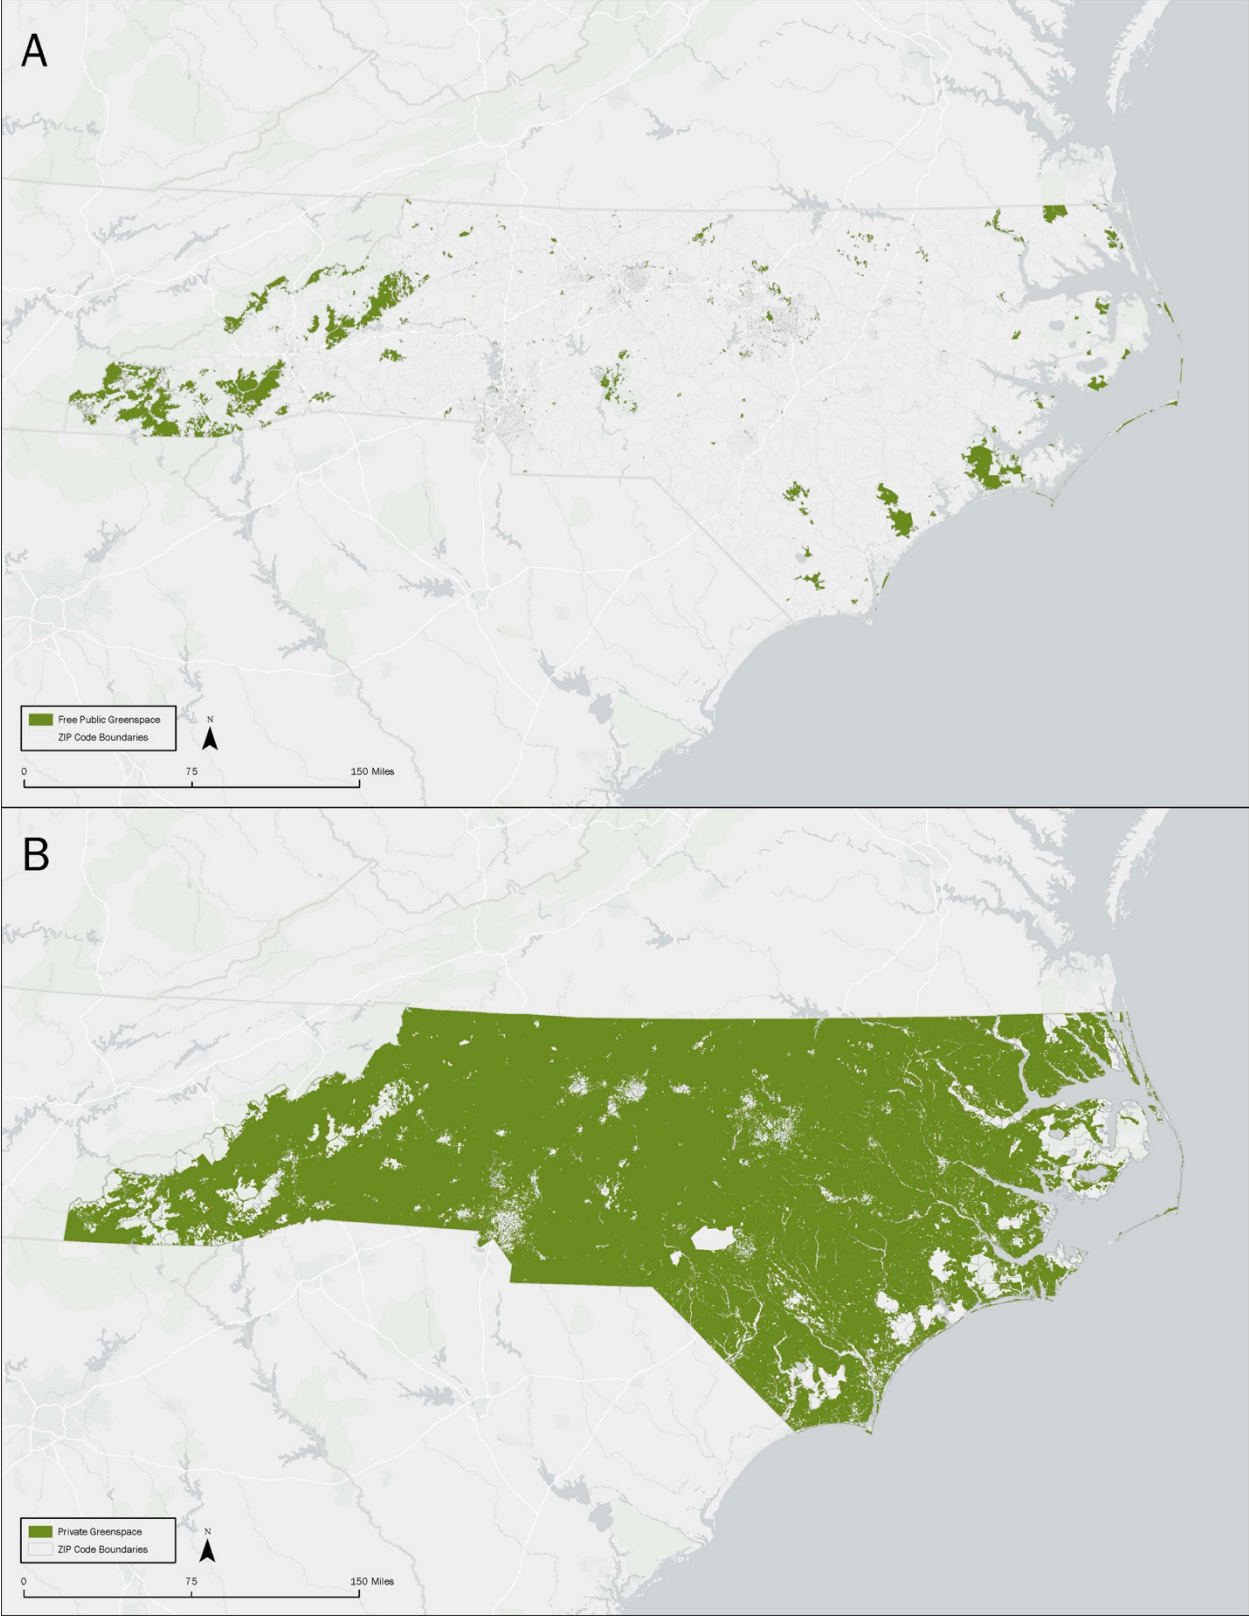 A
Free Public Greenspace
ZIP Code Boundaries
N
0 75 150 Miles
B
Private Greenspace
ZIP Code Boundaries
N
0 75 150 Miles